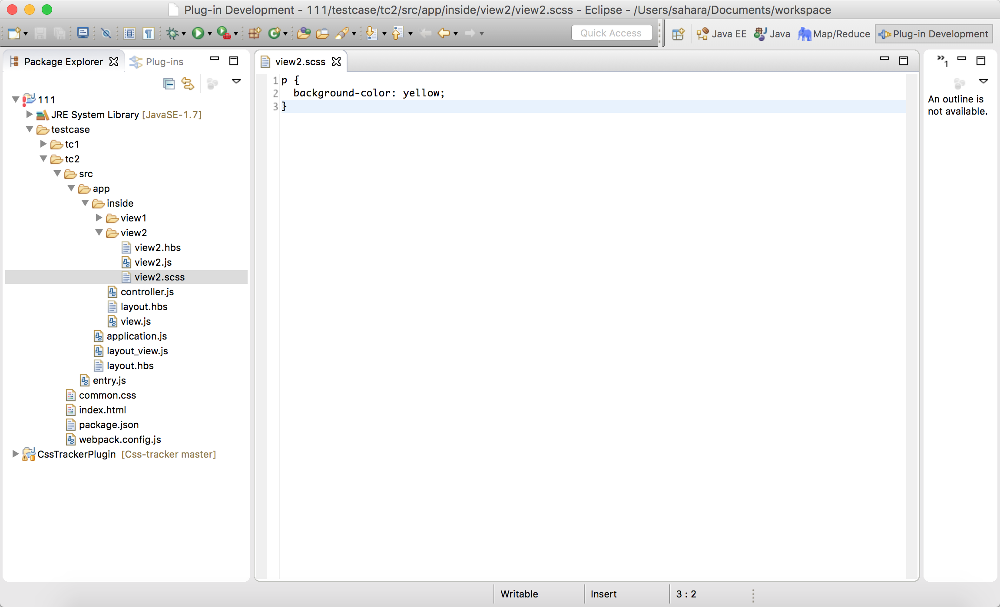 Plug-in Development - 111/testcase/tc2/src/app/inside/view2/view2.scss - Eclipse - /Users/sahara/Documents/workspace
Quick Access
Java EE
Java
Map/Reduce
Plug-in Development
Package Explorer
Plug-ins
111
JRE System Library [JavaSE-1.7]
testcase
tc1
tc2
src
app
inside
view1
view2
view2.hbs
view2.js
view2.scss
controller.js
layout.hbs
view.js
application.js
layout_view.js
layout.hbs
entry.js
common.css
index.html
package.json
webpack.config.js
CssTrackerPlugin [Css-tracker master]
view2.scss
1 p {
2 background-color: yellow;
3 }
»1
An outline is
not available.
Writable
Insert
3 : 2